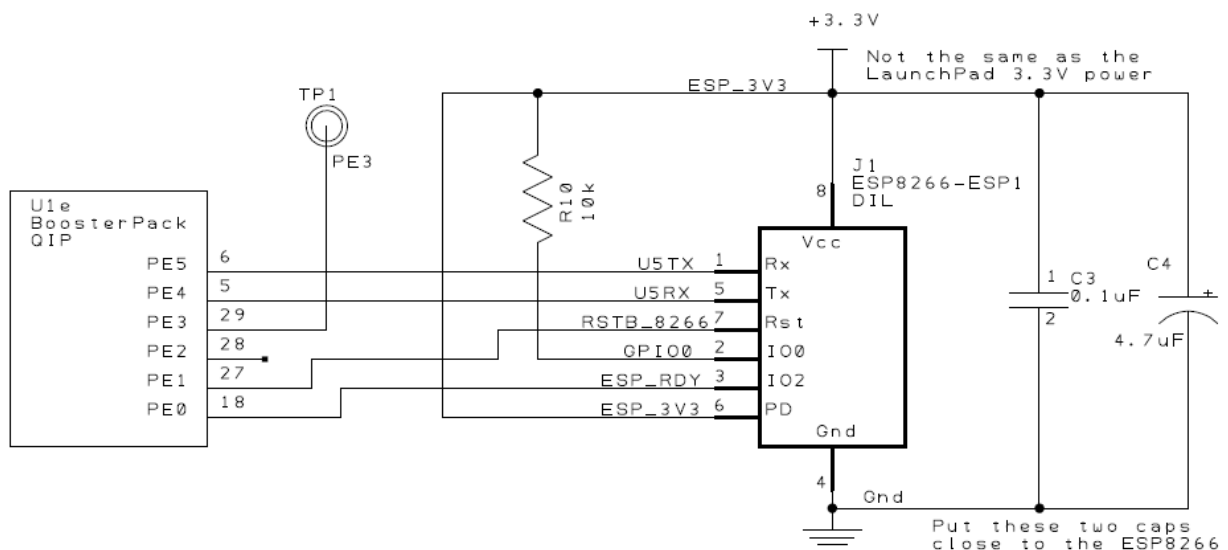 +3.3V
Not the same as the
LaunchPad 3.3V power
ESP_3V3
TP1
PE3
R10
10k
J1
ESP8266-ESP1
DIL
8
Vcc
U1e
BoosterPack
QIP
PE5 6 U5TX 1 Rx
PE4 5 U5RX 5 Tx
PE3 29 RSTB_8266 7 Rst
PE2 28 GPIO0 2 IO0
PE1 27 ESP_RDY 3 IO2
PE0 18 ESP_3V3 6 PD
Gnd
4
Gnd
1 C3
0.1uF
2
C4
+
4.7uF
Put these two caps
close to the ESP8266